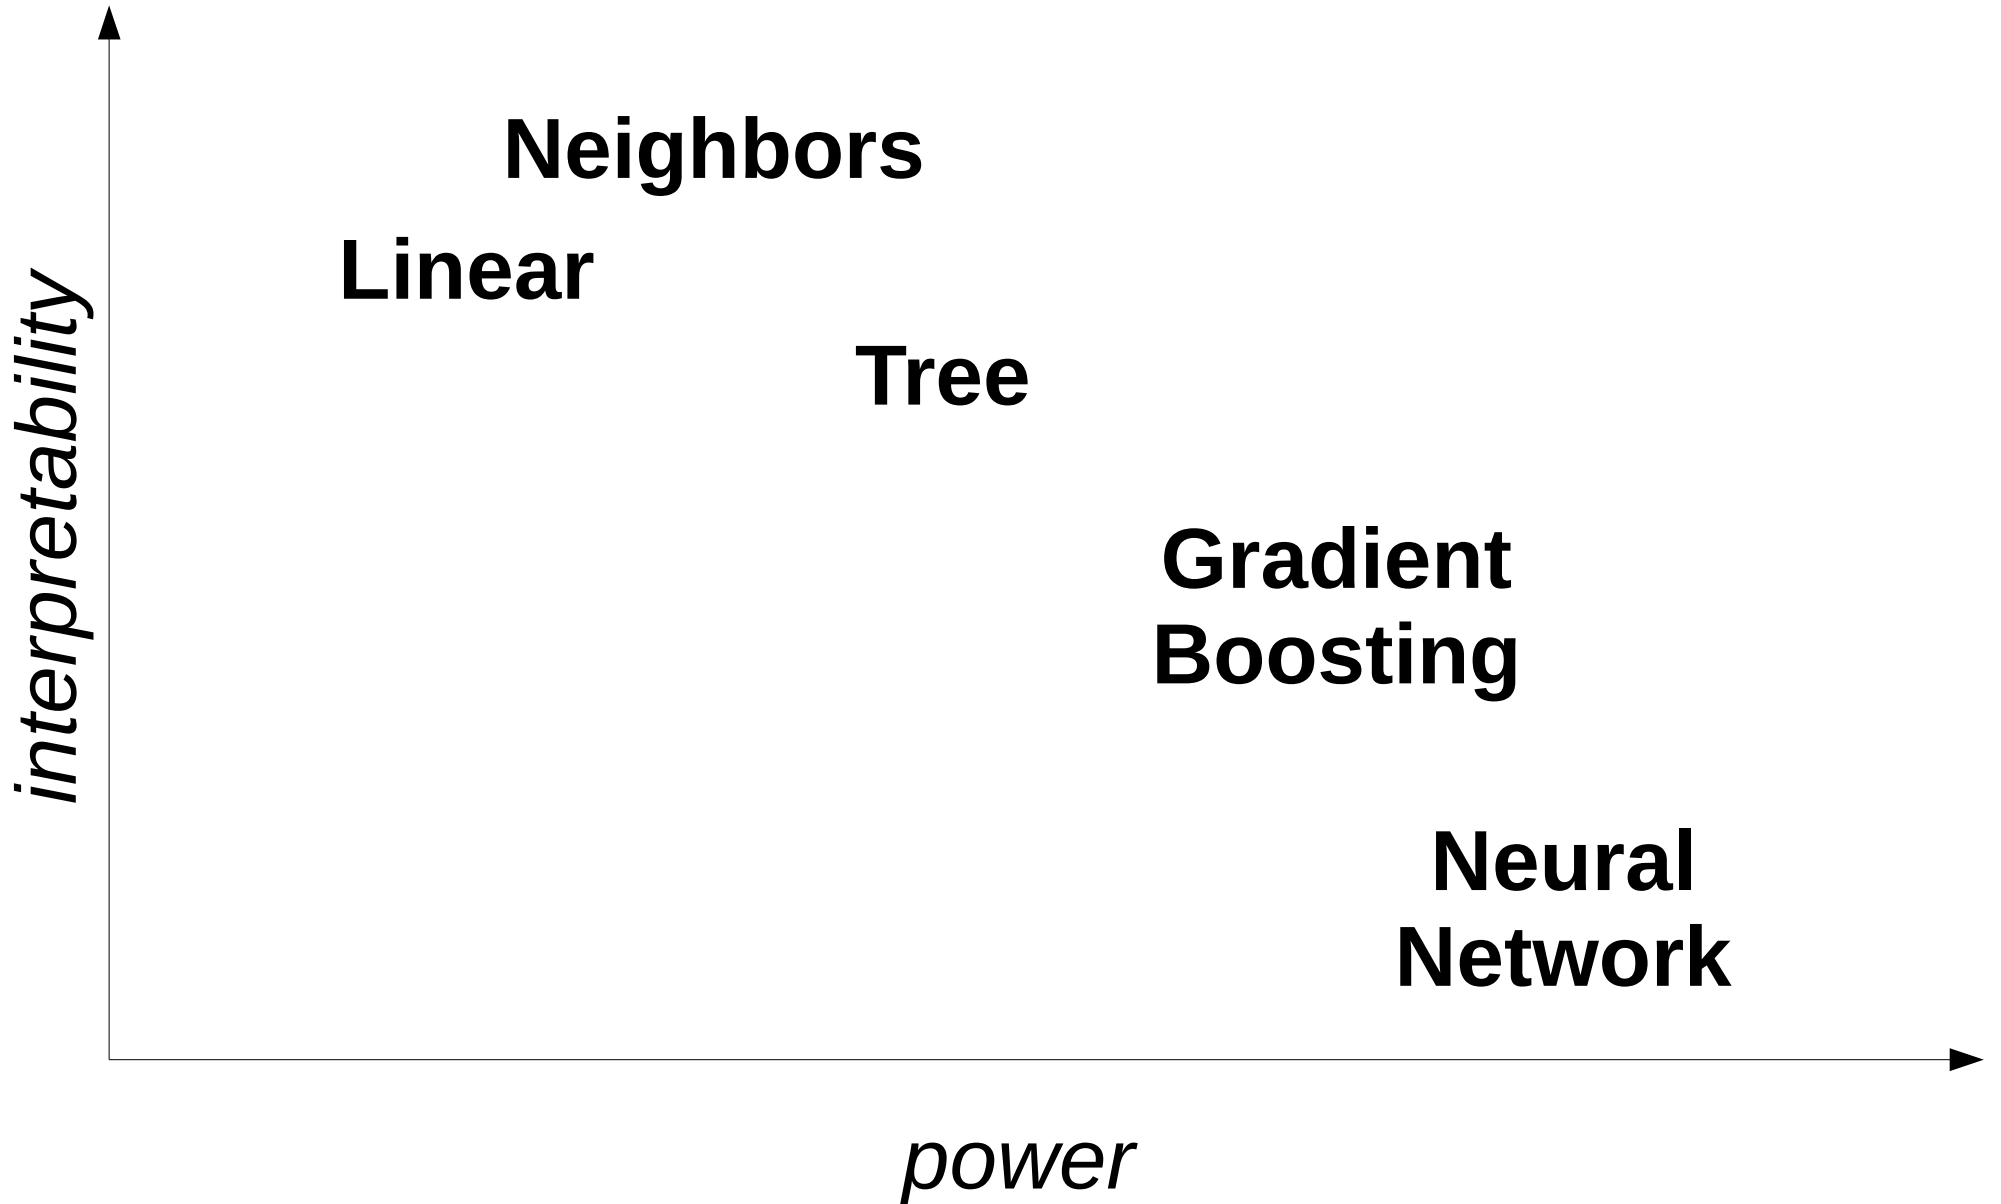 Neighbors
Linear
Tree
Gradient
Boosting
Neural
Network
interpretability
power